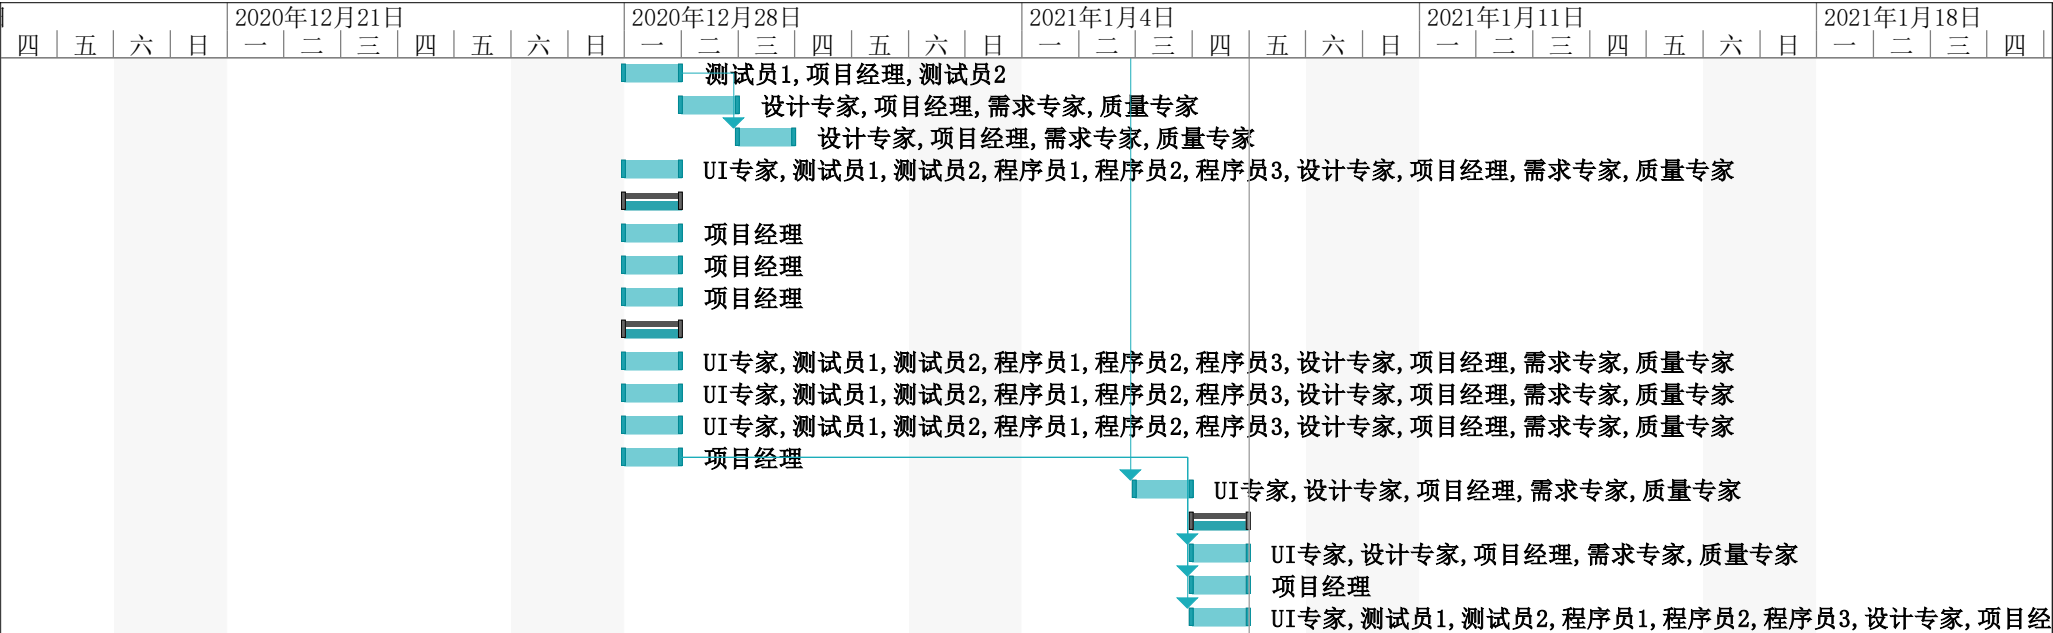 2020年12月21日 2020年12月28日 2021年1月4日 2021年1月11日 2021年1月18日
四 五 六 日 一 二 三 四 五 六 日 一 二 三 四 五 六 日 一 二 三 四 五 六 日 一 二 三 四 五 六 日 一 二 三 四
测试员1,项目经理,测试员2
设计专家,项目经理,需求专家,质量专家
设计专家,项目经理,需求专家,质量专家
UI专家,测试员1,测试员2,程序员1,程序员2,程序员3,设计专家,项目经理,需求专家,质量专家
项目经理
项目经理
项目经理
UI专家,测试员1,测试员2,程序员1,程序员2,程序员3,设计专家,项目经理,需求专家,质量专家
UI专家,测试员1,测试员2,程序员1,程序员2,程序员3,设计专家,项目经理,需求专家,质量专家
UI专家,测试员1,测试员2,程序员1,程序员2,程序员3,设计专家,项目经理,需求专家,质量专家
项目经理
UI专家,设计专家,项目经理,需求专家,质量专家
UI专家,设计专家,项目经理,需求专家,质量专家
项目经理
UI专家,测试员1,测试员2,程序员1,程序员2,程序员3,设计专家,项目经